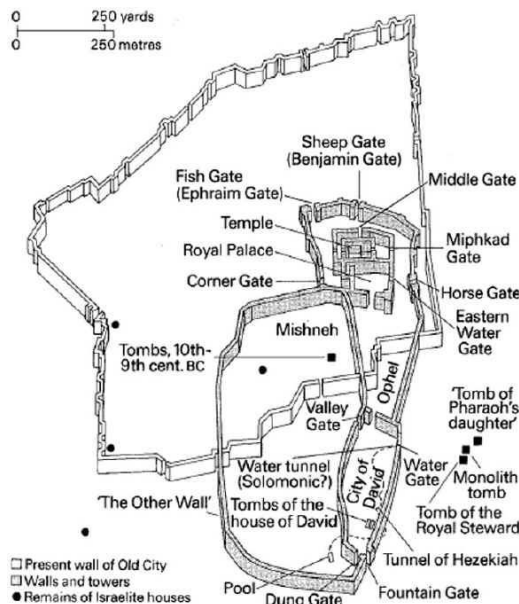 0 250 yards
0 250 metres
Sheep Gate
(Benjamin Gate)
Fish Gate
(Ephraim Gate)
Middle Gate
Temple
Miphkad
Gate
Royal Palace
Corner Gate
Horse Gate
Eastern
Water
Gate
Mishneh
Tombs, 10th-
9th cent. BC
Ophel
Valley
Gate
'Tomb of
Pharaoh's
daughter'
Water tunnel
(Solomonic?)
Water
Gate
Monolith
tomb
City of
David
Tomb of the
Royal Steward
'The Other Wall'
Tombs of the
house of David
Tunnel of Hezekiah
Pool
Dung Gate
Fountain Gate
Present wall of Old City
Walls and towers
Remains of Israelite houses